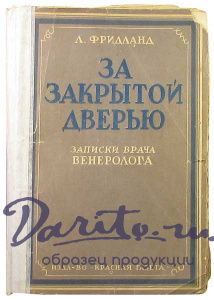 Л. ФРИДЛАНД
ЗА
ЗАКРЫТОЙ
ДВЕРЬЮ
ЗАПИСКИ ВРАЧА
ВЕНЕРОЛОГА
Darito.ru
образец продукции
ИЗД-ВО „КРАСНАЯ ГАЗЕТА“